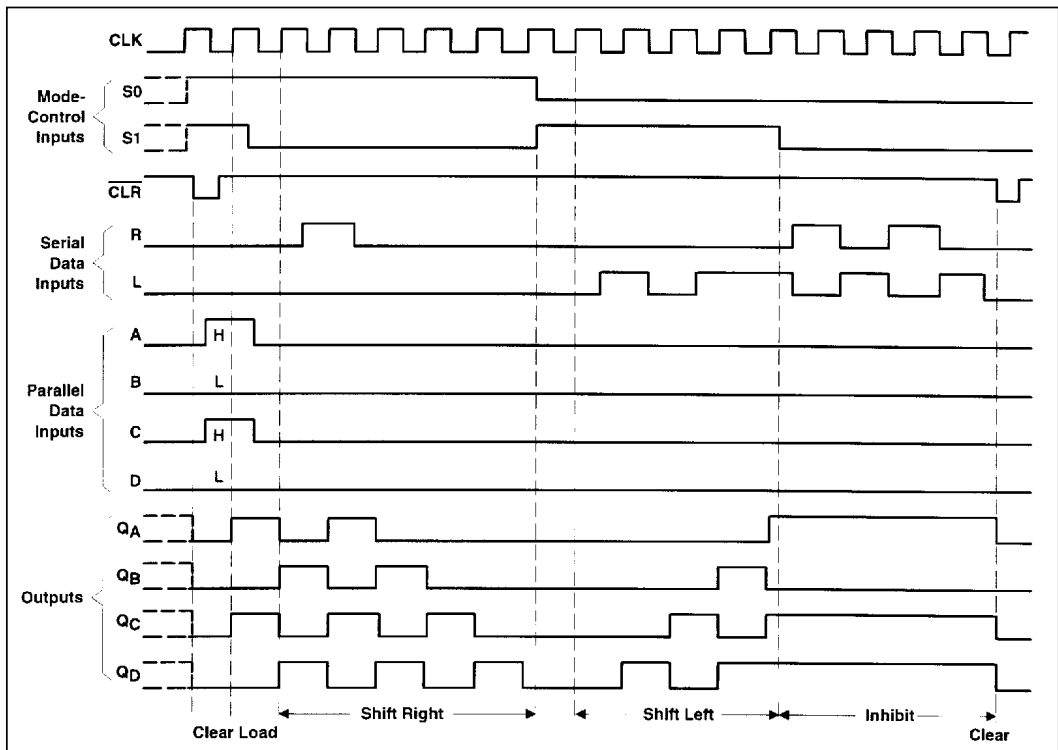 CLK
Mode-
Control
Inputs
S0
S1
CLR
Serial
Data
Inputs
R
L
Parallel
Data
Inputs
A
H
B
L
C
H
D
L
Outputs
QA
QB
QC
QD
Clear Load
Shift Right
Shift Left
Inhibit
Clear